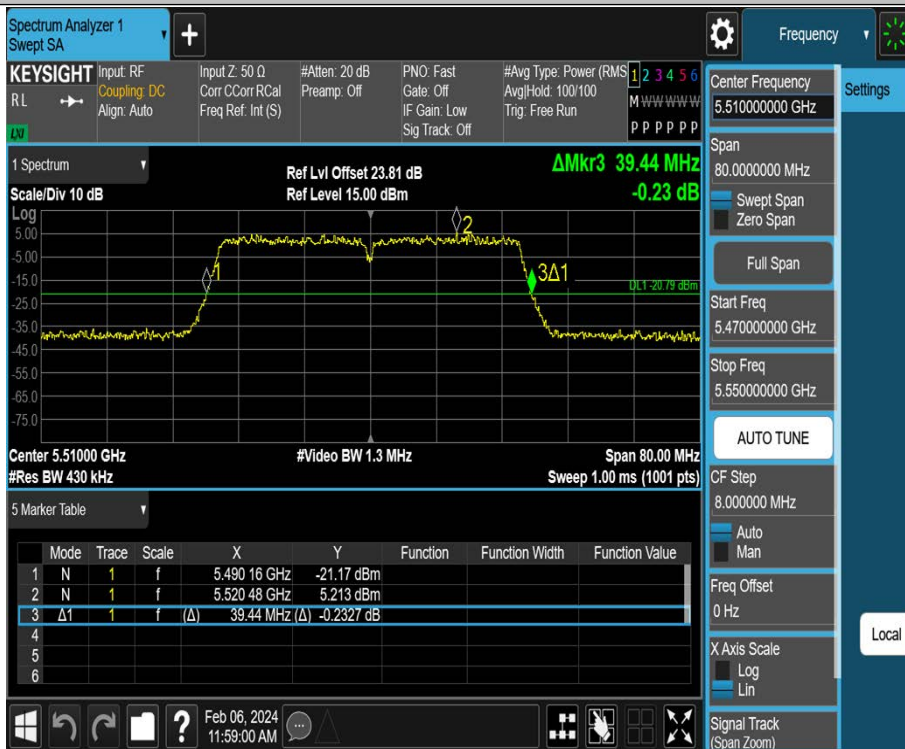 Spectrum Analyzer 1
Swept SA
+
Frequency
KEYSIGHT
RL
LXI
Input: RF
Coupling: DC
Align: Auto
Input Z: 50 Ω
Corr CCorr RCal
Freq Ref: Int (S)
#Atten: 20 dB
Preamp: Off
PNO: Fast
Gate: Off
IF Gain: Low
Sig Track: Off
#Avg Type: Power (RMS
Avg|Hold: 100/100
Trig: Free Run
1 2 3 4 5 6
M W W W W W
P P P P P P
1 Spectrum
Scale/Div 10 dB
Ref Lvl Offset 23.81 dB
Ref Level 15.00 dBm
ΔMkr3 39.44 MHz
-0.23 dB
Log
5.00
-5.00
-15.0
-25.0
-35.0
-45.0
-55.0
-65.0
-75.0
1
2
3Δ1
DL1 -20.79 dBm
Center 5.51000 GHz
#Res BW 430 kHz
#Video BW 1.3 MHz
Span 80.00 MHz
Sweep 1.00 ms (1001 pts)
5 Marker Table
Mode Trace Scale X Y Function Function Width Function Value
1 N 1 f 5.490 16 GHz -21.17 dBm
2 N 1 f 5.520 48 GHz 5.213 dBm
3 Δ1 1 f (Δ) 39.44 MHz (Δ) -0.2327 dB
4
5
6
?
Feb 06, 2024
11:59:00 AM
Center Frequency
5.510000000 GHz
Span
80.0000000 MHz
Swept Span
Zero Span
Full Span
Start Freq
5.470000000 GHz
Stop Freq
5.550000000 GHz
AUTO TUNE
CF Step
8.000000 MHz
Auto
Man
Freq Offset
0 Hz
X Axis Scale
Log
Lin
Signal Track
(Span Zoom)
Settings
Local